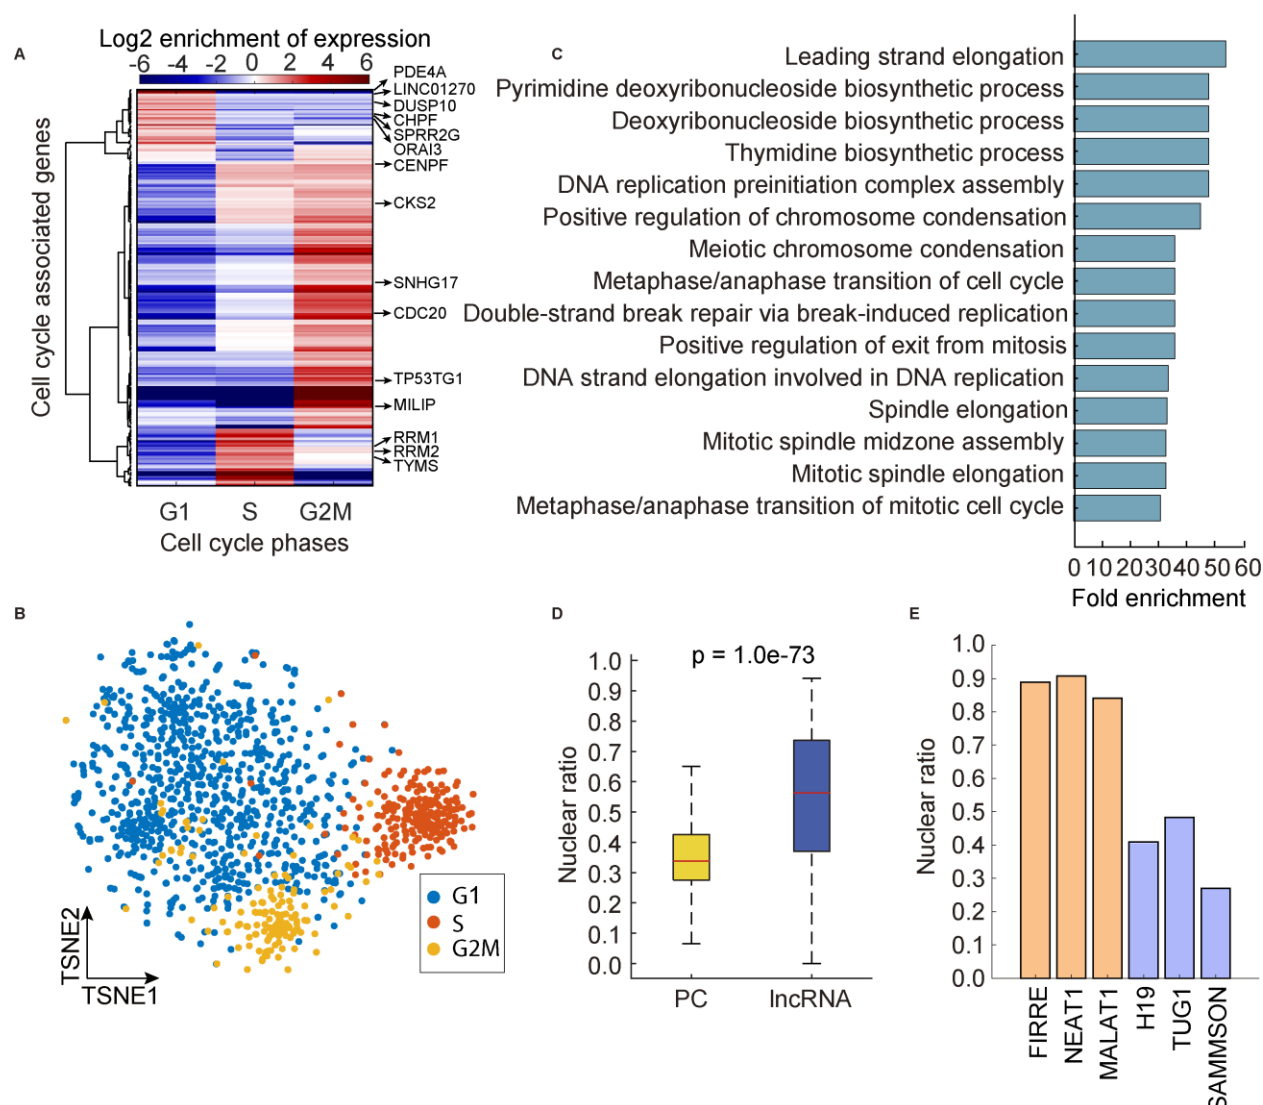 A
Log2 enrichment of expression
-6 -4 -2 0 2 4 6
Cell cycle associated genes
PDE4A
LINC01270
DUSP10
CHPF
SPRR2G
ORAI3
CENPF
CKS2
SNHG17
CDC20
TP53TG1
MILIP
RRM1
RRM2
TYMS
G1 S G2M
Cell cycle phases
C
Leading strand elongation
Pyrimidine deoxyribonucleoside biosynthetic process
Deoxyribonucleoside biosynthetic process
Thymidine biosynthetic process
DNA replication preinitiation complex assembly
Positive regulation of chromosome condensation
Meiotic chromosome condensation
Metaphase/anaphase transition of cell cycle
Double-strand break repair via break-induced replication
Positive regulation of exit from mitosis
DNA strand elongation involved in DNA replication
Spindle elongation
Mitotic spindle midzone assembly
Mitotic spindle elongation
Metaphase/anaphase transition of mitotic cell cycle
0 10 20 30 40 50 60
Fold enrichment
B
G1
S
G2M
TSNE2
TSNE1
D
p = 1.0e-73
Nuclear ratio
1.0
0.9
0.8
0.7
0.6
0.5
0.4
0.3
0.2
0.1
0.0
PC lncRNA
E
Nuclear ratio
1.0
0.9
0.8
0.7
0.6
0.5
0.4
0.3
0.2
0.1
0.0
FIRRE
NEAT1
MALAT1
H19
TUG1
SAMMSON